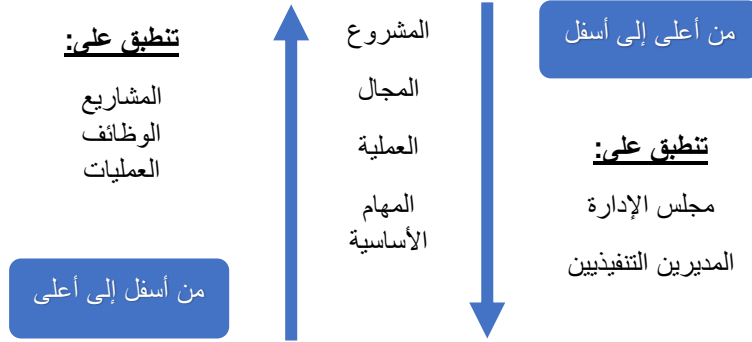 من أعلى إلى أسفل
تنطبق على:
مجلس الإدارة
المديرين التنفيذيين
المشروع
المجال
العملية
المهام
الأساسية
تنطبق على:
المشاريع
الوظائف
العمليات
من أسفل إلى أعلى